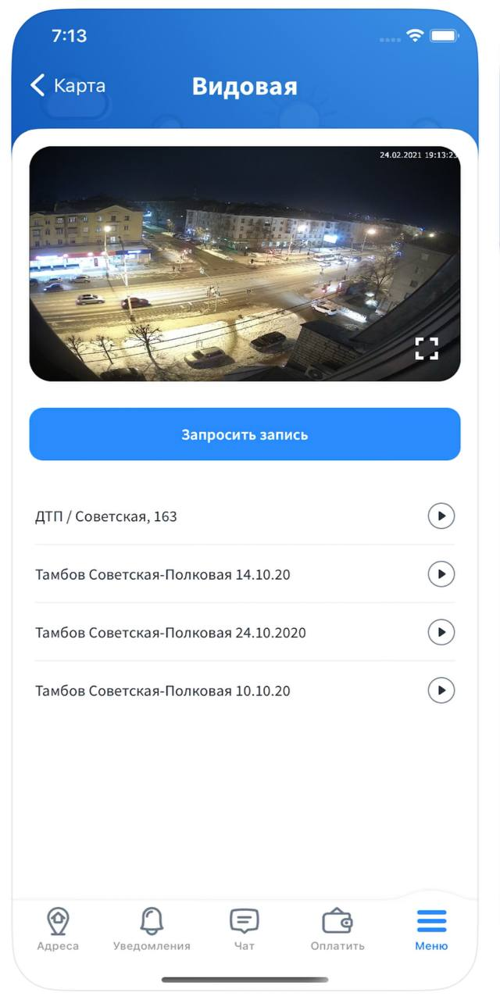 7:13
Карта
Видовая
24.02.2021 19:13:23
Запросить запись
ДТП / Советская, 163
Тамбов Советская-Полковая 14.10.20
Тамбов Советская-Полковая 24.10.2020
Тамбов Советская-Полковая 10.10.20
Адреса
Уведомления
Чат
Оплатить
Меню